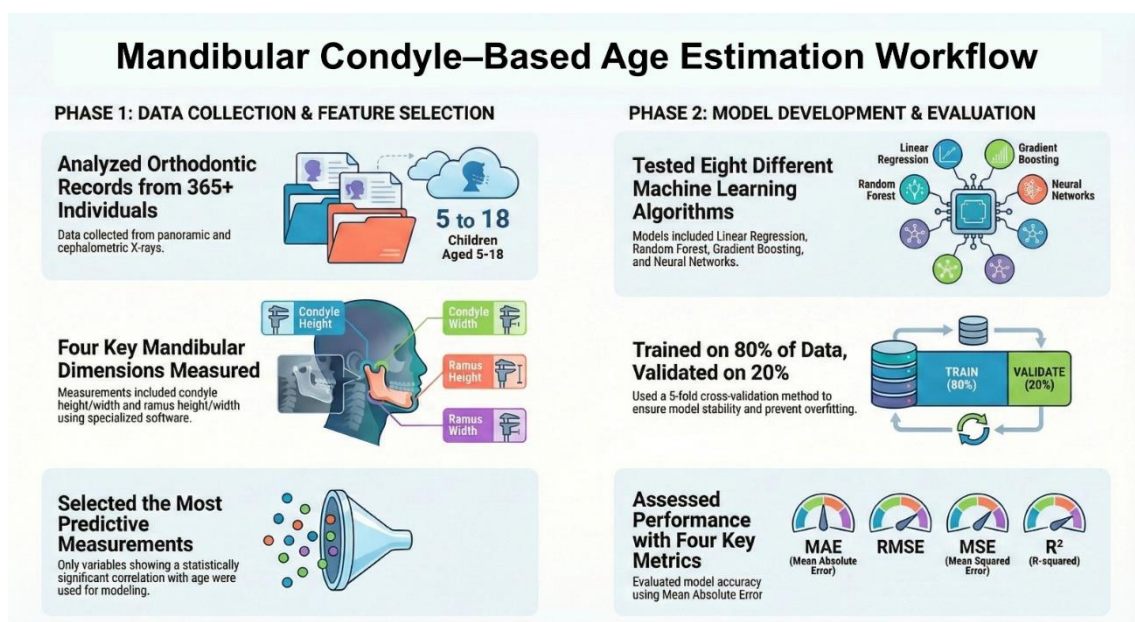 Mandibular Condyle–Based Age Estimation Workflow
PHASE 1: DATA COLLECTION & FEATURE SELECTION
Analyzed Orthodontic
Records from 365+
Individuals
Data collected from panoramic and
cephalometric X-rays.
5 to 18
Children
Aged 5-18
Four Key Mandibular
Dimensions Measured
Measurements included condyle
height/width and ramus height/width
using specialized software.
Condyle
Height
Condyle
Width
Ramus
Height
Ramus
Width
Selected the Most
Predictive
Measurements
Only variables showing a statistically
significant correlation with age were
used for modeling.
PHASE 2: MODEL DEVELOPMENT & EVALUATION
Tested Eight Different
Machine Learning
Algorithms
Models included Linear Regression,
Random Forest, Gradient Boosting,
and Neural Networks.
Linear
Regression
Gradient
Boosting
Random
Forest
Neural
Networks
Trained on 80% of Data,
Validated on 20%
Used a 5-fold cross-validation method to
ensure model stability and prevent overfitting.
TRAIN
(80%)
VALIDATE
(20%)
Assessed
Performance
with Four Key
Metrics
Evaluated model accuracy
using Mean Absolute Error
MAE
(Mean Absolute
Error)
RMSE
MSE
(Mean Squared
Error)
R²
(R-squared)